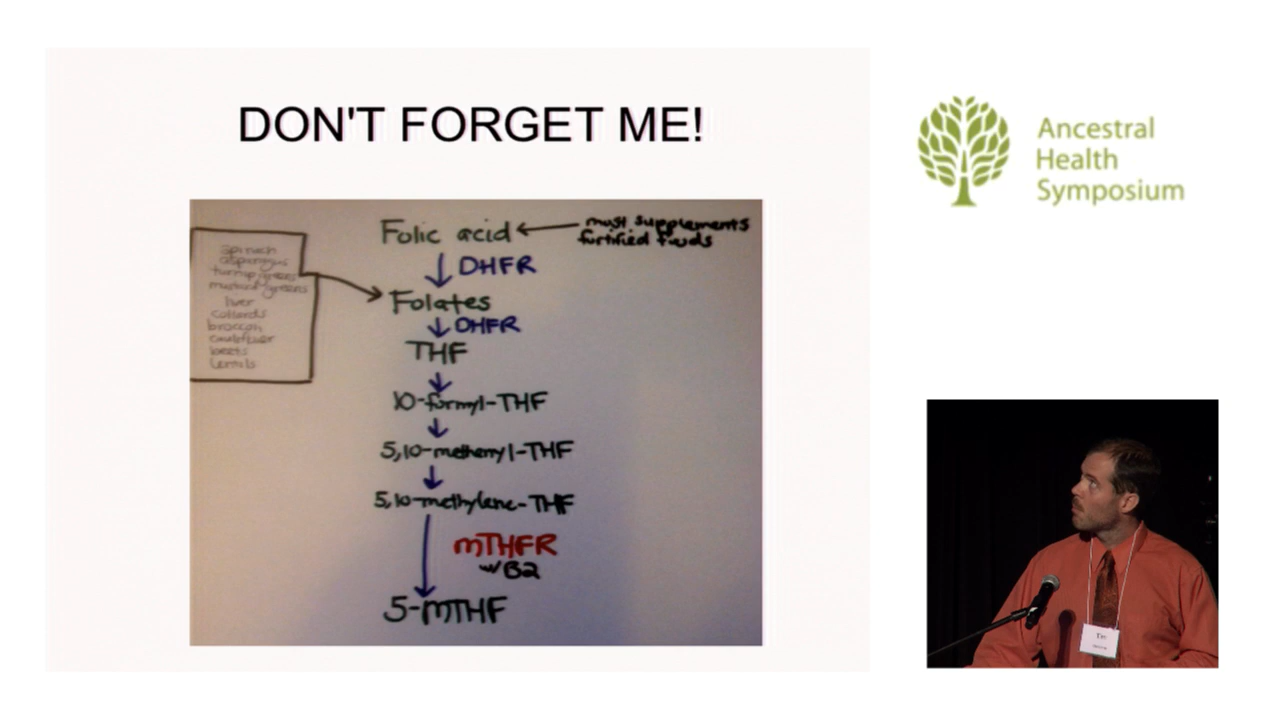 DON'T FORGET ME!
Folic acid
most supplements
fortified foods
DHFR
spinach
asparagus
turnip greens
mustard greens
liver
collards
broccoli
cauliflower
beets
lentils
Folates
DHFR
THF
10-formyl-THF
5,10-methenyl-THF
5,10-methylene-THF
mTHFR
w/B2
5-mTHF
Ancestral
Health
Symposium
Tim